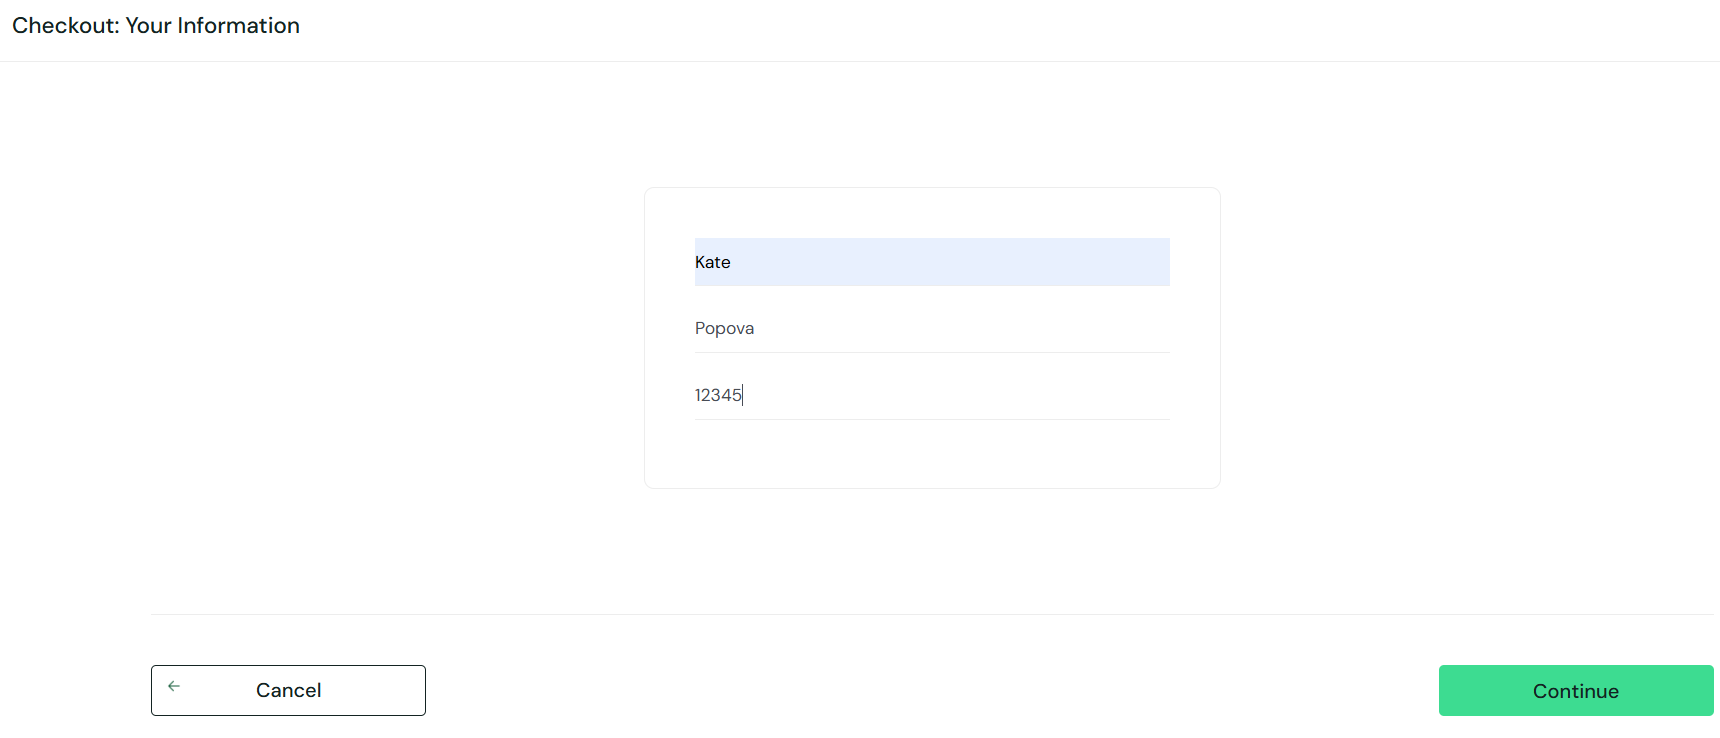 Checkout: Your Information
Kate
Popova
12345
Cancel
Continue